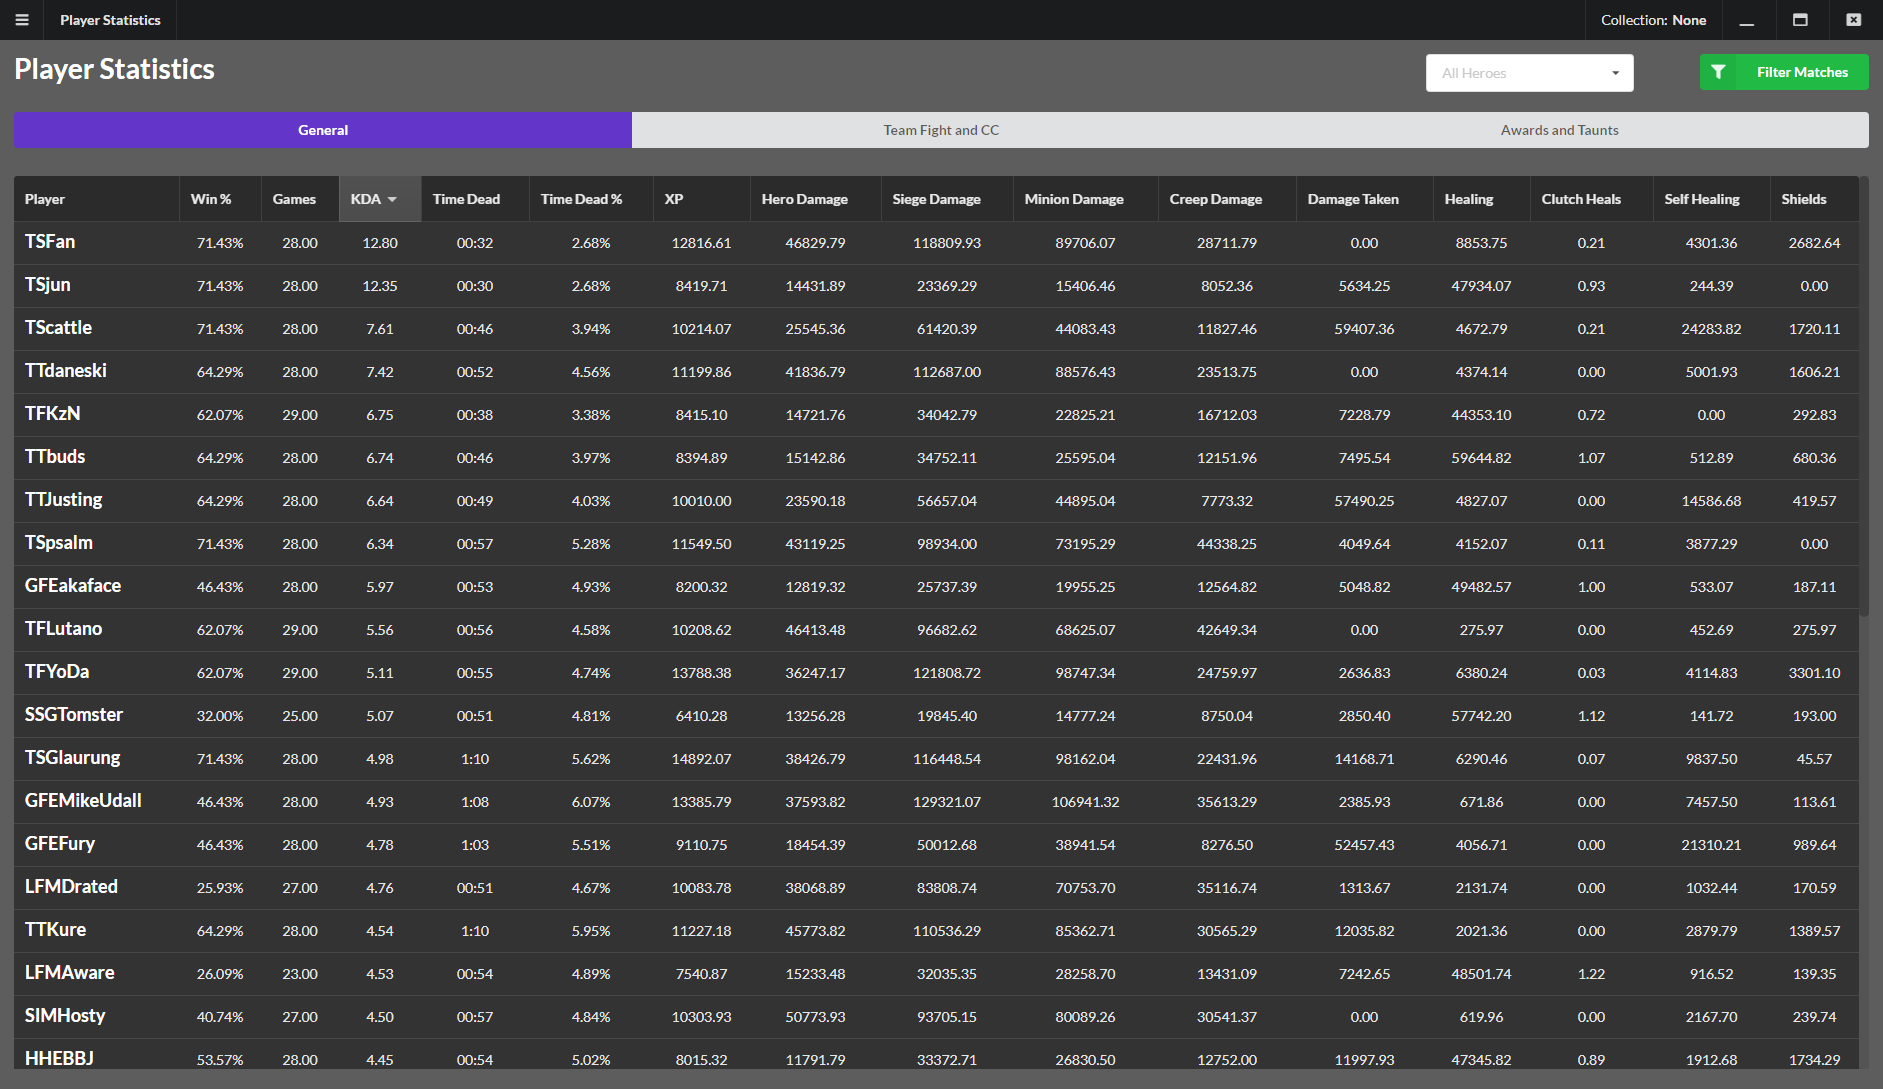 Player Statistics Collection: None
Player Statistics All Heroes Filter Matches
General Team Fight and CC Awards and Taunts
Player Win % Games KDA Time Dead Time Dead % XP Hero Damage Siege Damage Minion Damage Creep Damage Damage Taken Healing Clutch Heals Self Healing Shields
TSFan 71.43% 28.00 12.80 00:32 2.68% 12816.61 46829.79 118809.93 89706.07 28711.79 0.00 8853.75 0.21 4301.36 2682.64
TSjun 71.43% 28.00 12.35 00:30 2.68% 8419.71 14431.89 23369.29 15406.46 8052.36 5634.25 47934.07 0.93 244.39 0.00
TScattle 71.43% 28.00 7.61 00:46 3.94% 10214.07 25545.36 61420.39 44083.43 11827.46 59407.36 4672.79 0.21 24283.82 1720.11
TTdaneski 64.29% 28.00 7.42 00:52 4.56% 11199.86 41836.79 112687.00 88576.43 23513.75 0.00 4374.14 0.00 5001.93 1606.21
TFKzN 62.07% 29.00 6.75 00:38 3.38% 8415.10 14721.76 34042.79 22825.21 16712.03 7228.79 44353.10 0.72 0.00 292.83
TTbuds 64.29% 28.00 6.74 00:46 3.97% 8394.89 15142.86 34752.11 25595.04 12151.96 7495.54 59644.82 1.07 512.89 680.36
TTJusting 64.29% 28.00 6.64 00:49 4.03% 10010.00 23590.18 56657.04 44895.04 7773.32 57490.25 4827.07 0.00 14586.68 419.57
TSpsalm 71.43% 28.00 6.34 00:57 5.28% 11549.50 43119.25 98934.00 73195.29 44338.25 4049.64 4152.07 0.11 3877.29 0.00
GFEakaface 46.43% 28.00 5.97 00:53 4.93% 8200.32 12819.32 25737.39 19955.25 12564.82 5048.82 49482.57 1.00 533.07 187.11
TFLutano 62.07% 29.00 5.56 00:56 4.58% 10208.62 46413.48 96682.62 68625.07 42649.34 0.00 275.97 0.00 452.69 275.97
TFYoDa 62.07% 29.00 5.11 00:55 4.74% 13788.38 36247.17 121808.72 98747.34 24759.97 2636.83 6380.24 0.03 4114.83 3301.10
SSGTomster 32.00% 25.00 5.07 00:51 4.81% 6410.28 13256.28 19845.40 14777.24 8750.04 2850.40 57742.20 1.12 141.72 193.00
TSGlaurung 71.43% 28.00 4.98 1:10 5.62% 14892.07 38426.79 116448.54 98162.04 22431.96 14168.71 6290.46 0.07 9837.50 45.57
GFEMikeUdall 46.43% 28.00 4.93 1:08 6.07% 13385.79 37593.82 129321.07 106941.32 35613.29 2385.93 671.86 0.00 7457.50 113.61
GFEFury 46.43% 28.00 4.78 1:03 5.51% 9110.75 18454.39 50012.68 38941.54 8276.50 52457.43 4056.71 0.00 21310.21 989.64
LFMDrated 25.93% 27.00 4.76 00:51 4.67% 10083.78 38068.89 83808.74 70753.70 35116.74 1313.67 2131.74 0.00 1032.44 170.59
TTKure 64.29% 28.00 4.54 1:10 5.95% 11227.18 45773.82 110536.29 85362.71 30565.29 12035.82 2021.36 0.00 2879.79 1389.57
LFMAware 26.09% 23.00 4.53 00:54 4.89% 7540.87 15233.48 32035.35 28258.70 13431.09 7242.65 48501.74 1.22 916.52 139.35
SIMHosty 40.74% 27.00 4.50 00:57 4.84% 10303.93 50773.93 93705.15 80089.26 30541.37 0.00 619.96 0.00 2167.70 239.74
HHEBBJ 53.57% 28.00 4.45 00:54 5.02% 8015.32 11791.79 33372.71 26830.50 12752.00 11997.93 47345.82 0.89 1912.68 1734.29